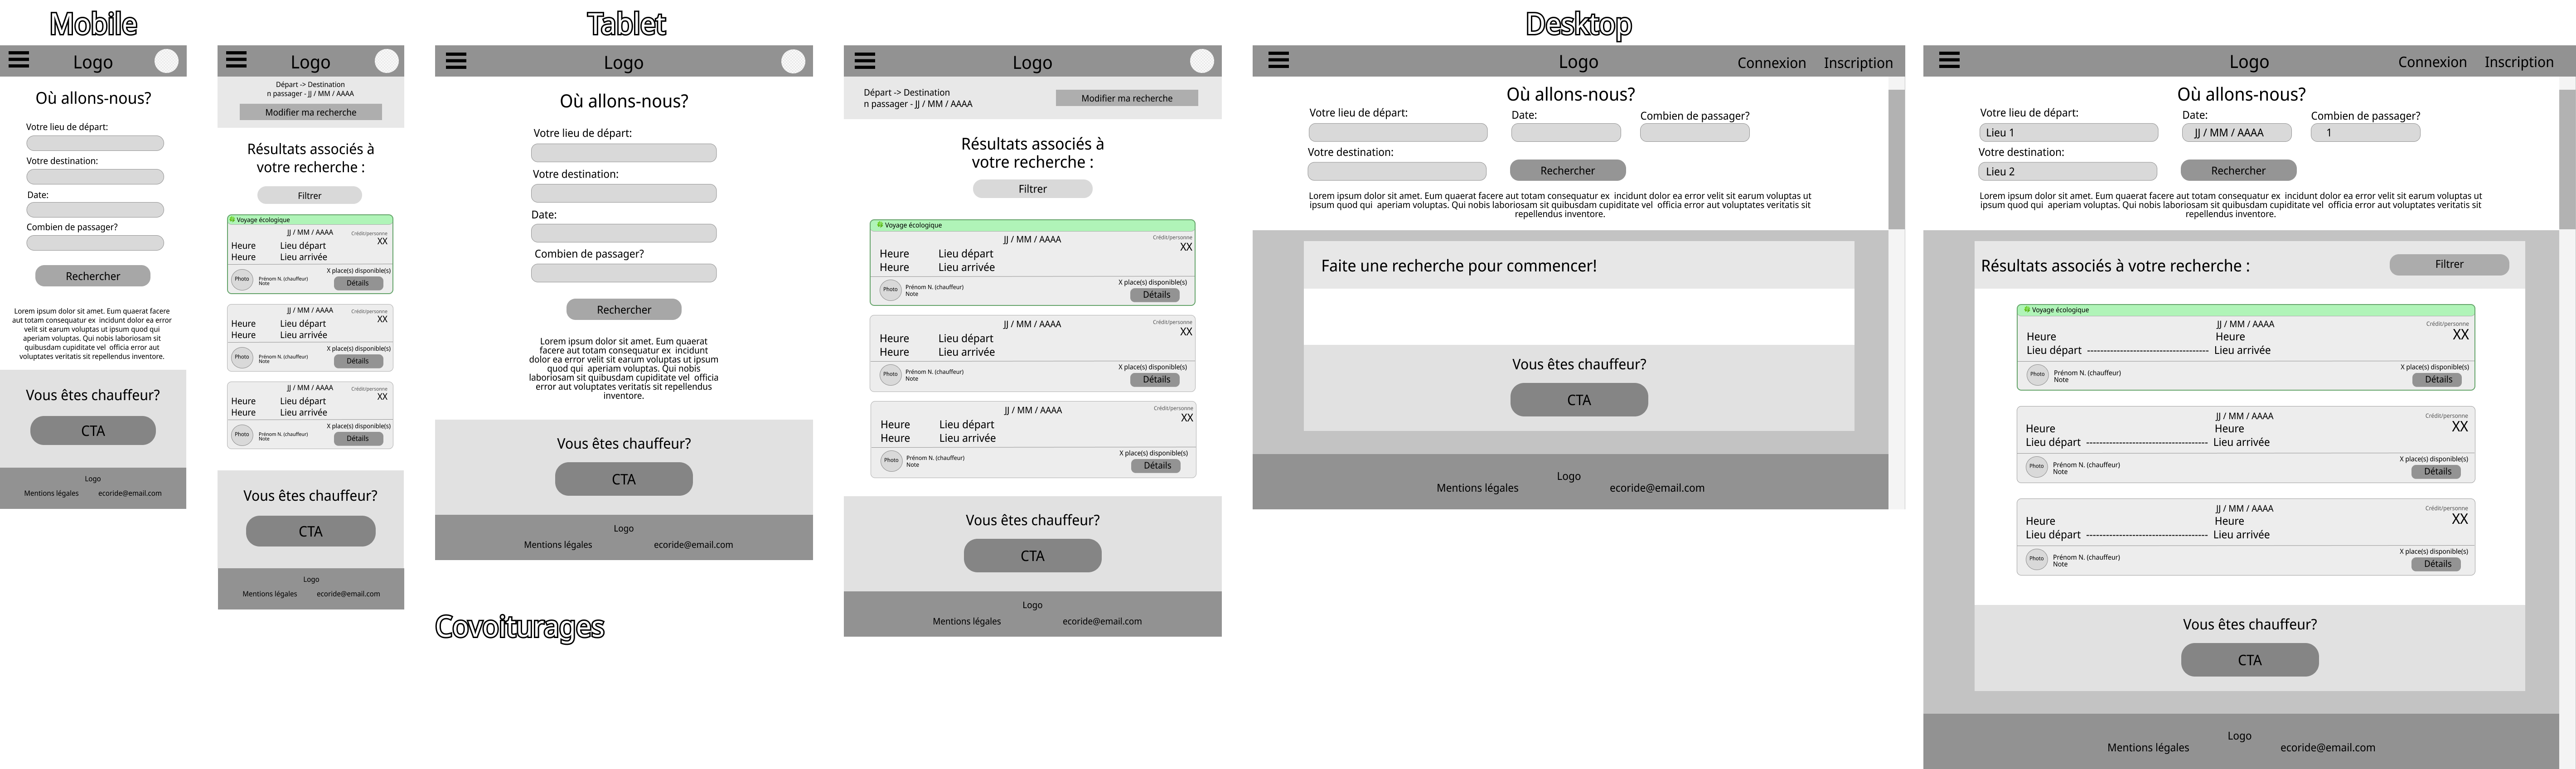 Mobile
Logo
Où allons-nous?
Votre lieu de départ:
Votre destination:
Date:
Combien de passager?
Rechercher
Lorem ipsum dolor sit amet. Eum quaerat facere
aut totam consequatur ex  incidunt dolor ea error
velit sit earum voluptas ut ipsum quod qui
aperiam voluptas. Qui nobis laboriosam sit
quibusdam cupiditate vel  officia error aut
voluptates veritatis sit repellendus inventore.
Vous êtes chauffeur?
CTA
Logo
Mentions légales ecoride@email.com
Logo
Départ -> Destination
n passager - JJ / MM / AAAA
Modifier ma recherche
Résultats associés à
votre recherche :
Filtrer
Voyage écologique
JJ / MM / AAAA Crédit/personne
XX
Heure Lieu départ
Heure Lieu arrivée
X place(s) disponible(s)
Photo Prénom N. (chauffeur)
Note
Détails
JJ / MM / AAAA Crédit/personne
XX
Heure Lieu départ
Heure Lieu arrivée
X place(s) disponible(s)
Photo Prénom N. (chauffeur)
Note
Détails
JJ / MM / AAAA Crédit/personne
XX
Heure Lieu départ
Heure Lieu arrivée
X place(s) disponible(s)
Photo Prénom N. (chauffeur)
Note
Détails
Vous êtes chauffeur?
CTA
Logo
Mentions légales ecoride@email.com
Tablet
Logo
Où allons-nous?
Votre lieu de départ:
Votre destination:
Date:
Combien de passager?
Rechercher
Lorem ipsum dolor sit amet. Eum quaerat
facere aut totam consequatur ex  incidunt
dolor ea error velit sit earum voluptas ut ipsum
quod qui  aperiam voluptas. Qui nobis
laboriosam sit quibusdam cupiditate vel  officia
error aut voluptates veritatis sit repellendus
inventore.
Vous êtes chauffeur?
CTA
Logo
Mentions légales ecoride@email.com
Covoiturages
Logo
Départ -> Destination
n passager - JJ / MM / AAAA
Modifier ma recherche
Résultats associés à
votre recherche :
Filtrer
Voyage écologique
JJ / MM / AAAA Crédit/personne
XX
Heure Lieu départ
Heure Lieu arrivée
X place(s) disponible(s)
Photo Prénom N. (chauffeur)
Note
Détails
JJ / MM / AAAA Crédit/personne
XX
Heure Lieu départ
Heure Lieu arrivée
X place(s) disponible(s)
Photo Prénom N. (chauffeur)
Note
Détails
JJ / MM / AAAA Crédit/personne
XX
Heure Lieu départ
Heure Lieu arrivée
X place(s) disponible(s)
Photo Prénom N. (chauffeur)
Note
Détails
Vous êtes chauffeur?
CTA
Logo
Mentions légales ecoride@email.com
Desktop
Logo Connexion Inscription
Où allons-nous?
Votre lieu de départ: Date: Combien de passager?
Votre destination:
Rechercher
Lorem ipsum dolor sit amet. Eum quaerat facere aut totam consequatur ex  incidunt dolor ea error velit sit earum voluptas ut
ipsum quod qui  aperiam voluptas. Qui nobis laboriosam sit quibusdam cupiditate vel  officia error aut voluptates veritatis sit
repellendus inventore.
Faite une recherche pour commencer!
Vous êtes chauffeur?
CTA
Logo
Mentions légales ecoride@email.com
Logo Connexion Inscription
Où allons-nous?
Votre lieu de départ: Date: Combien de passager?
Lieu 1 JJ / MM / AAAA 1
Votre destination:
Lieu 2 Rechercher
Lorem ipsum dolor sit amet. Eum quaerat facere aut totam consequatur ex  incidunt dolor ea error velit sit earum voluptas ut
ipsum quod qui  aperiam voluptas. Qui nobis laboriosam sit quibusdam cupiditate vel  officia error aut voluptates veritatis sit
repellendus inventore.
Résultats associés à votre recherche : Filtrer
Voyage écologique
JJ / MM / AAAA Crédit/personne
XX
Heure Heure
Lieu départ ---------------------------------- Lieu arrivée
X place(s) disponible(s)
Photo Prénom N. (chauffeur)
Note
Détails
JJ / MM / AAAA Crédit/personne
XX
Heure Heure
Lieu départ ---------------------------------- Lieu arrivée
X place(s) disponible(s)
Photo Prénom N. (chauffeur)
Note
Détails
JJ / MM / AAAA Crédit/personne
XX
Heure Heure
Lieu départ ---------------------------------- Lieu arrivée
X place(s) disponible(s)
Photo Prénom N. (chauffeur)
Note
Détails
Vous êtes chauffeur?
CTA
Logo
Mentions légales ecoride@email.com